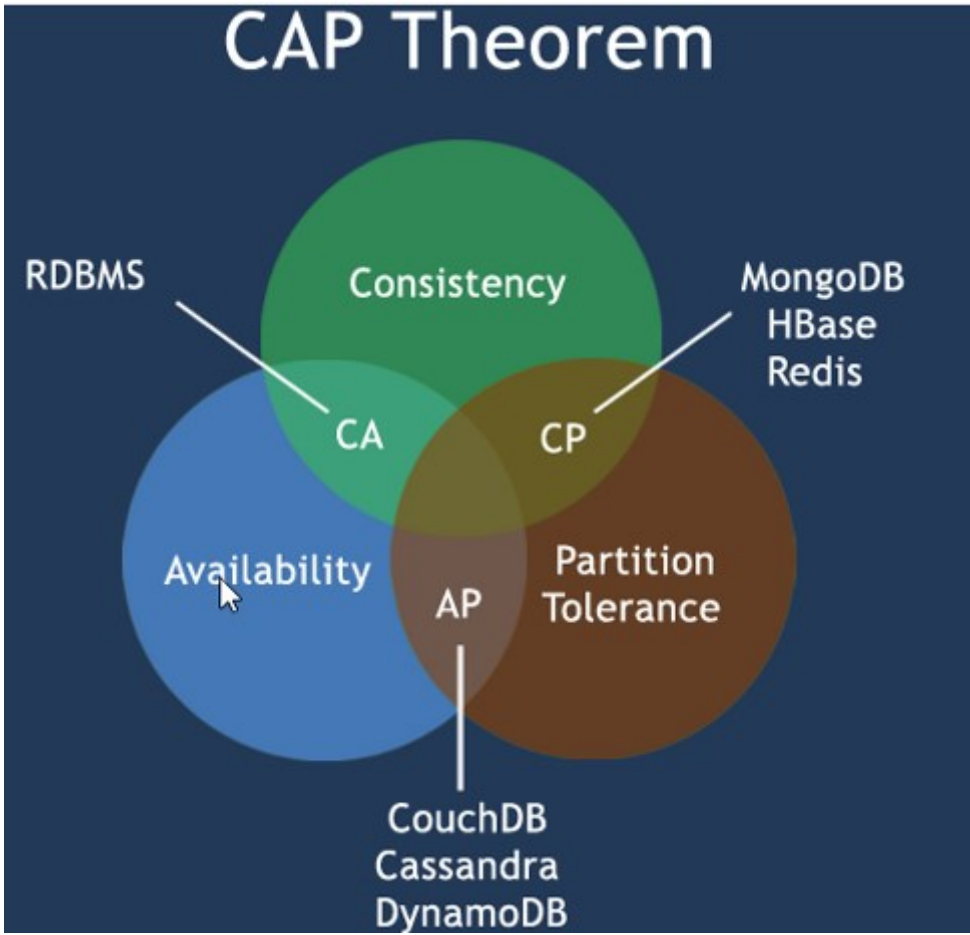 CAP Theorem
RDBMS
Consistency
MongoDB
HBase
Redis
CA
CP
Availability
Partition
Tolerance
AP
CouchDB
Cassandra
DynamoDB